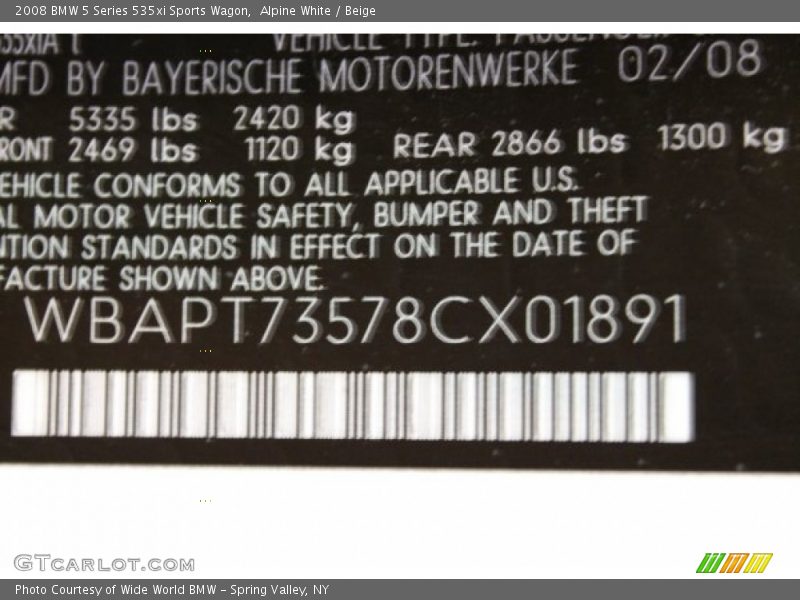 2008 BMW 5 Series 535xi Sports Wagon, Alpine White / Beige
VEHICLE TYPE:
MFD BY BAYERISCHE MOTORENWERKE 02/08
R 5335 lbs 2420 kg
RONT 2469 lbs 1120 kg REAR 2866 lbs 1300 kg
EHICLE CONFORMS TO ALL APPLICABLE U.S.
AL MOTOR VEHICLE SAFETY, BUMPER AND THEFT
NTION STANDARDS IN EFFECT ON THE DATE OF
FACTURE SHOWN ABOVE.
WBAPT73578CX01891
GTCARLOT.COM
Photo Courtesy of Wide World BMW - Spring Valley, NY